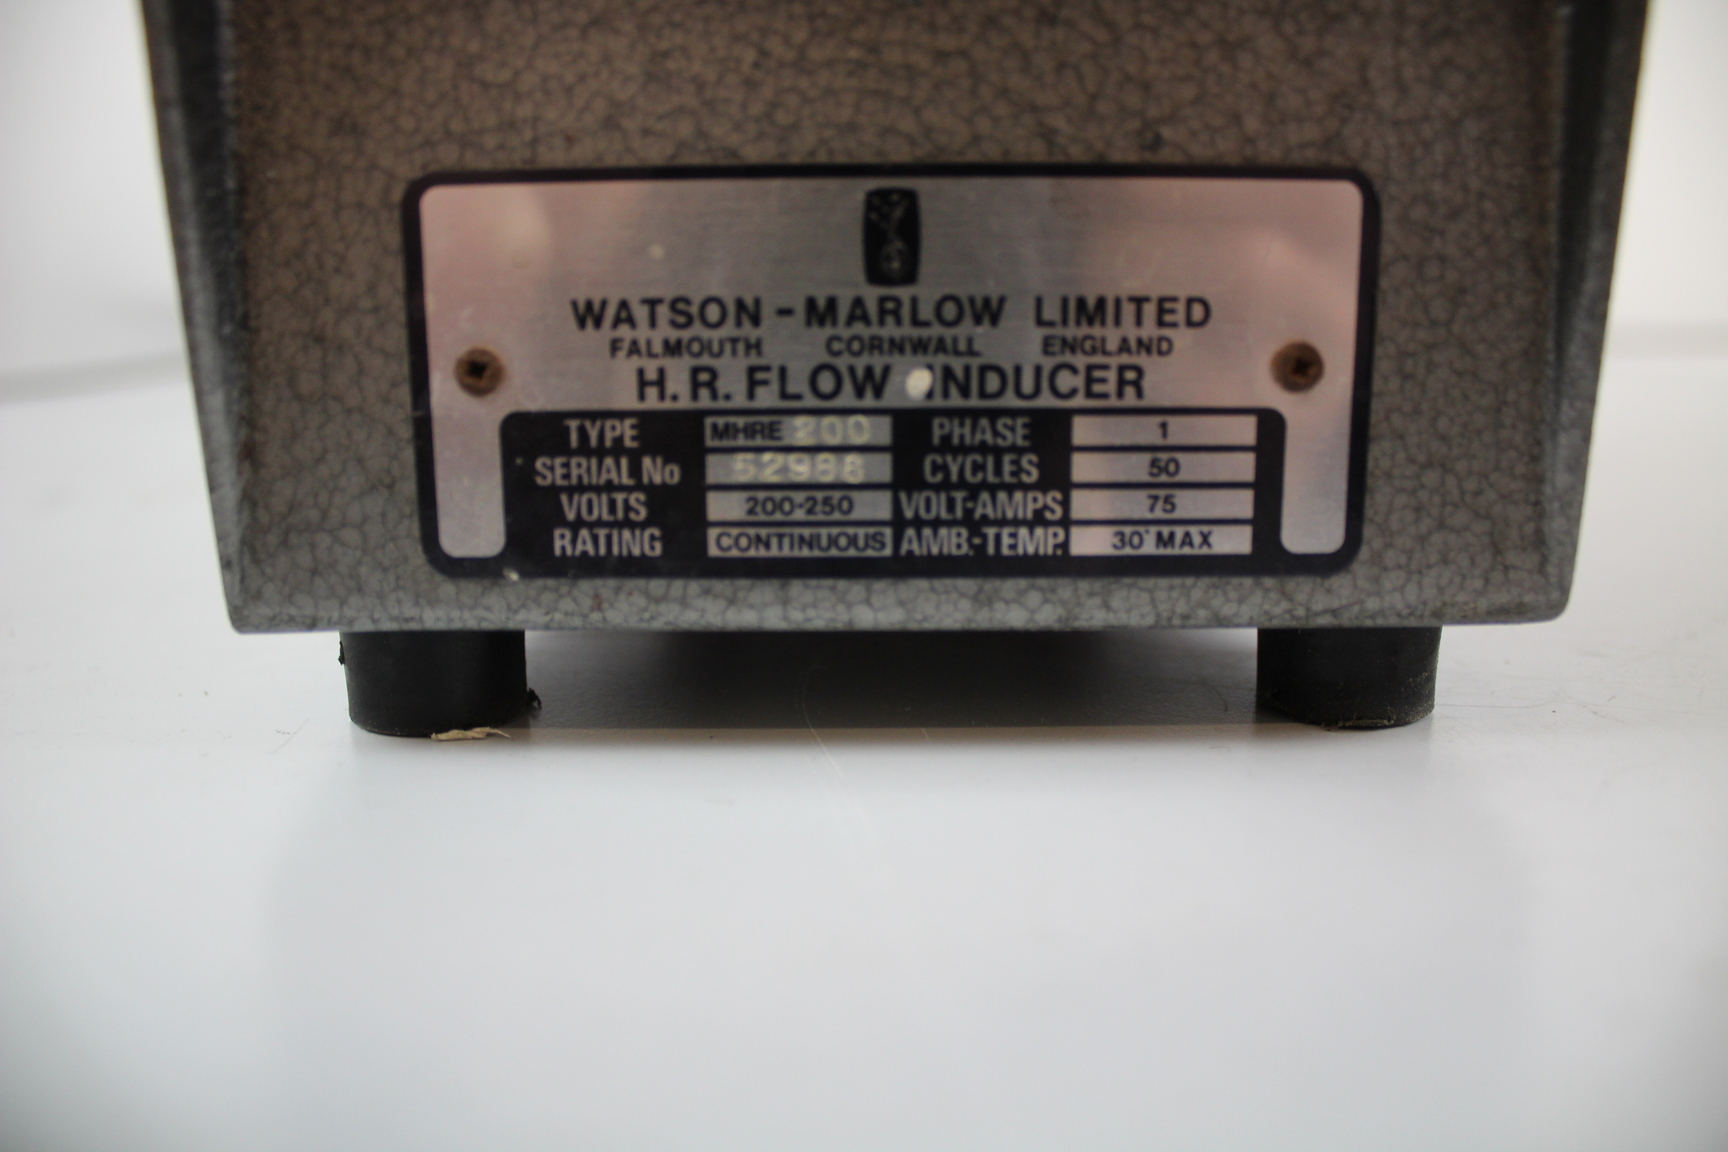 WATSON-MARLOW LIMITED
FALMOUTH CORNWALL ENGLAND
H.R. FLOW INDUCER
TYPE MHRE 200 PHASE 1
SERIAL No 52988 CYCLES 50
VOLTS 200-250 VOLT-AMPS 75
RATING CONTINUOUS AMB.-TEMP. 30° MAX